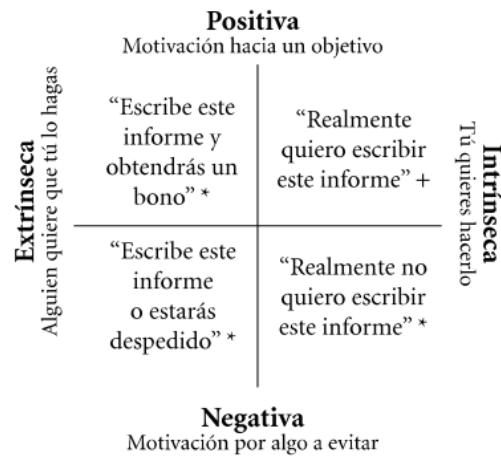 Positiva
Motivación hacia un objetivo
Extrínseca
Alguien quiere que tú lo hagas
“Escribe este
informe y
obtendrás un
bono” *
“Realmente
quiero escribir
este informe” +
“Escribe este
informe
o estarás
despedido” *
“Realmente no
quiero escribir
este informe” *
Intrínseca
Tú quieres hacerlo
Negativa
Motivación por algo a evitar